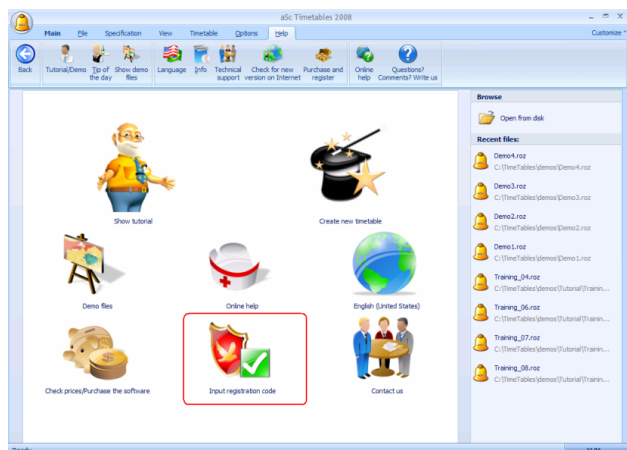 aSc Timetables 2008
Main File Specification View Timetable Options Help
Customize
Back
Tutorial/Demo
Tip of the day
Show demo files
Language
Info
Technical support
Check for new version on Internet
Purchase and register
Online help
Questions? Comments? Write us
Show tutorial
Create new timetable
Demo files
Online help
English (United States)
Check prices/Purchase the software
Input registration code
Contact us
Browse
Open from disk
Recent files:
Demo4.roz
C:\TimeTables\demos\Demo4.roz
Demo3.roz
C:\TimeTables\demos\Demo3.roz
Demo2.roz
C:\TimeTables\demos\Demo2.roz
Demo1.roz
C:\TimeTables\demos\Demo1.roz
Training_04.roz
C:\TimeTables\demos\Tutorial\Trainin...
Training_06.roz
C:\TimeTables\demos\Tutorial\Trainin...
Training_07.roz
C:\TimeTables\demos\Tutorial\Trainin...
Training_08.roz
C:\TimeTables\demos\Tutorial\Trainin...
Ready